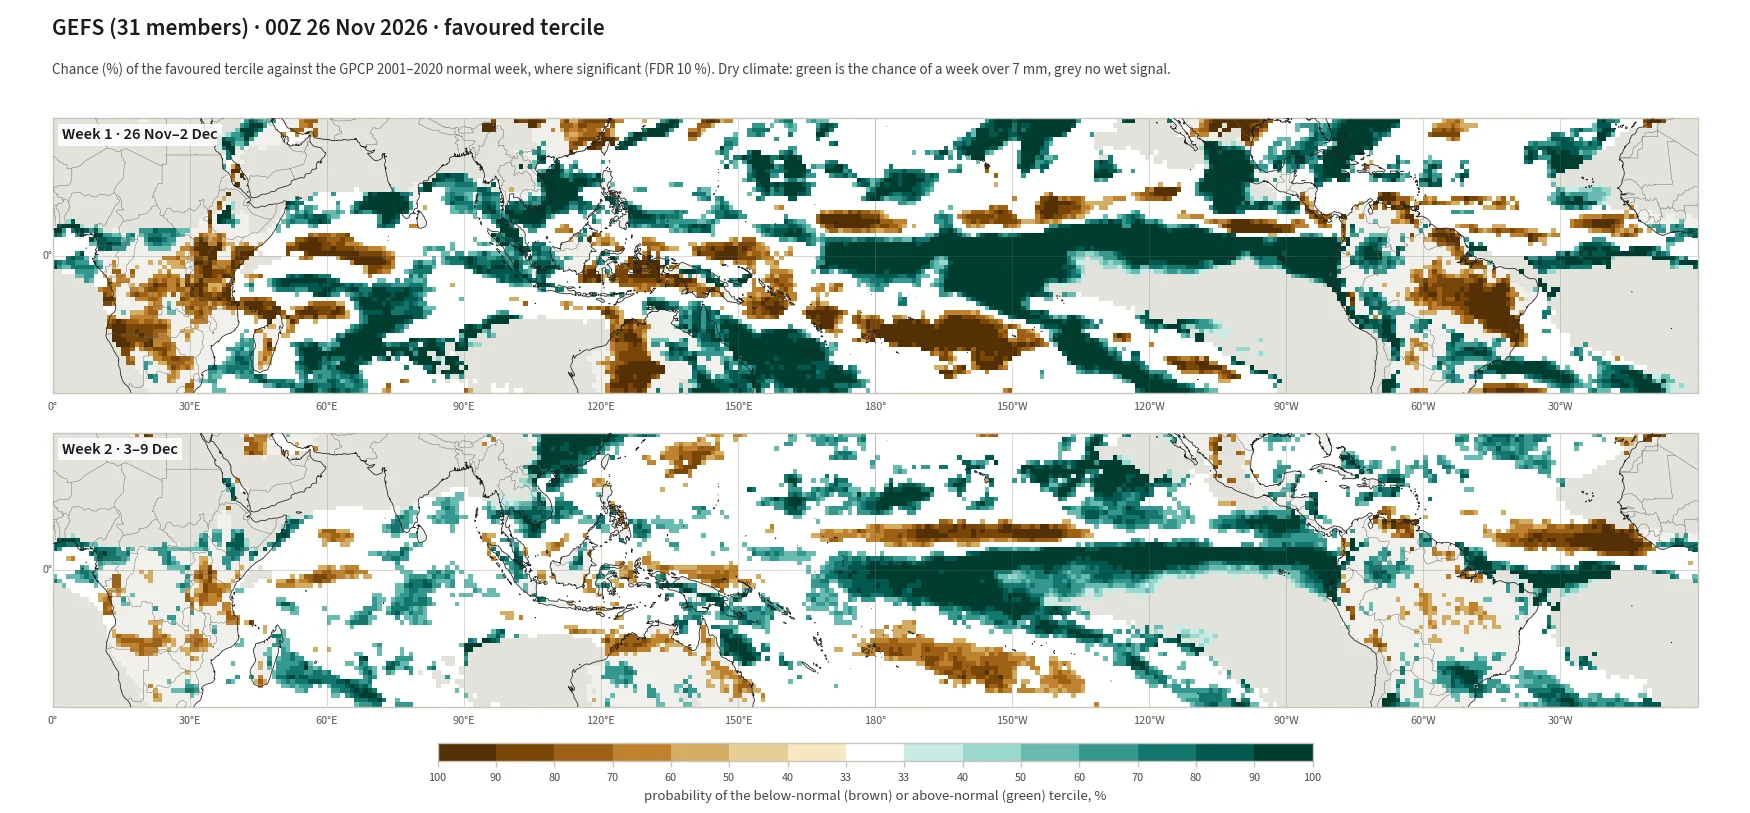 GEFS (31 members) · 00Z 26 Nov 2026 · favoured tercile
Chance (%) of the favoured tercile against the GPCP 2001–2020 normal week, where significant (FDR 10 %). Dry climate: green is the chance of a week over 7 mm, grey no wet signal.
Week 1 · 26 Nov–2 Dec
0°
0° 30°E 60°E 90°E 120°E 150°E 180° 150°W 120°W 90°W 60°W 30°W
Week 2 · 3–9 Dec
0°
0° 30°E 60°E 90°E 120°E 150°E 180° 150°W 120°W 90°W 60°W 30°W
100 90 80 70 60 50 40 33 33 40 50 60 70 80 90 100
probability of the below-normal (brown) or above-normal (green) tercile, %